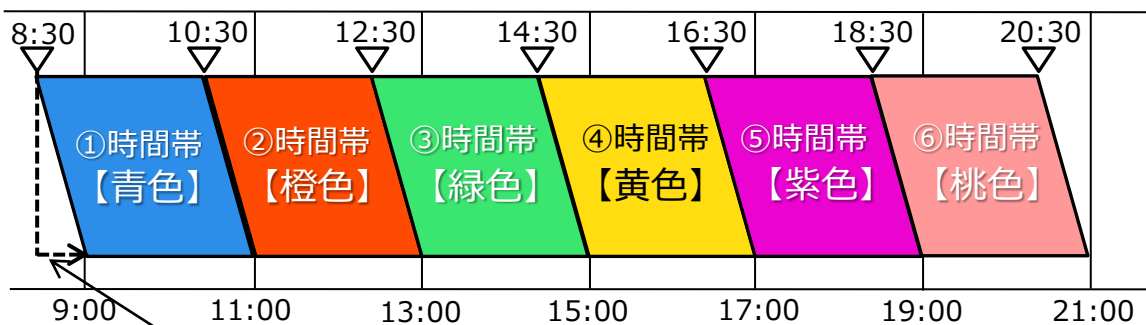 8:30 10:30 12:30 14:30 16:30 18:30 20:30
①時間帯 ②時間帯 ③時間帯 ④時間帯 ⑤時間帯 ⑥時間帯
【青色】 【橙色】 【緑色】 【黄色】 【紫色】 【桃色】
9:00 11:00 13:00 15:00 17:00 19:00 21:00